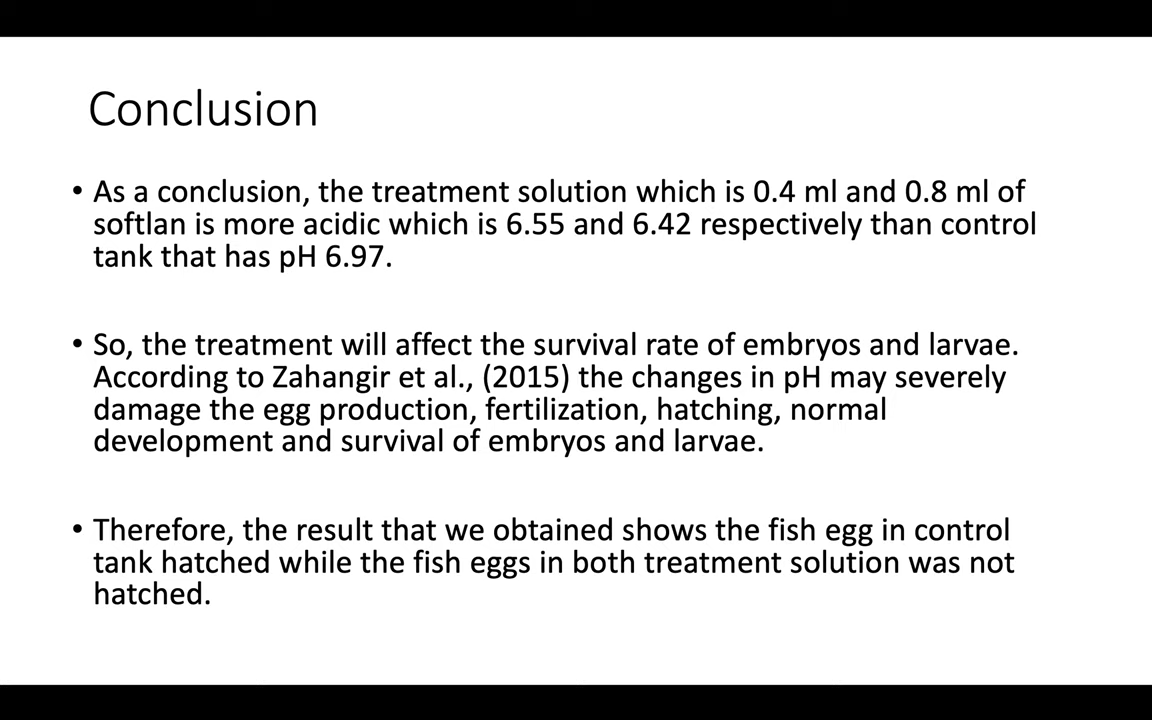 Conclusion
• As a conclusion, the treatment solution which is 0.4 ml and 0.8 ml of
softlan is more acidic which is 6.55 and 6.42 respectively than control
tank that has pH 6.97.
• So, the treatment will affect the survival rate of embryos and larvae.
According to Zahangir et al., (2015) the changes in pH may severely
damage the egg production, fertilization, hatching, normal
development and survival of embryos and larvae.
• Therefore, the result that we obtained shows the fish egg in control
tank hatched while the fish eggs in both treatment solution was not
hatched.